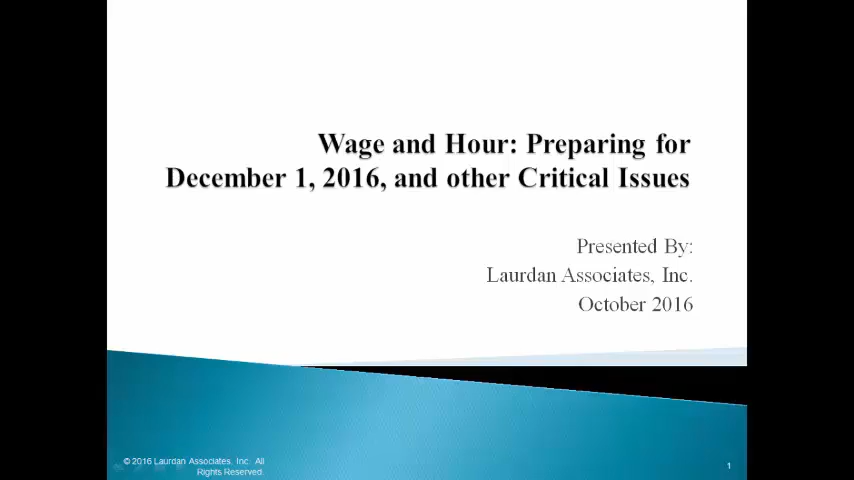 Wage and Hour: Preparing for
December 1, 2016, and other Critical Issues
Presented By:
Laurdan Associates, Inc.
October 2016
© 2016 Laurdan Associates, Inc. All
Rights Reserved.
1